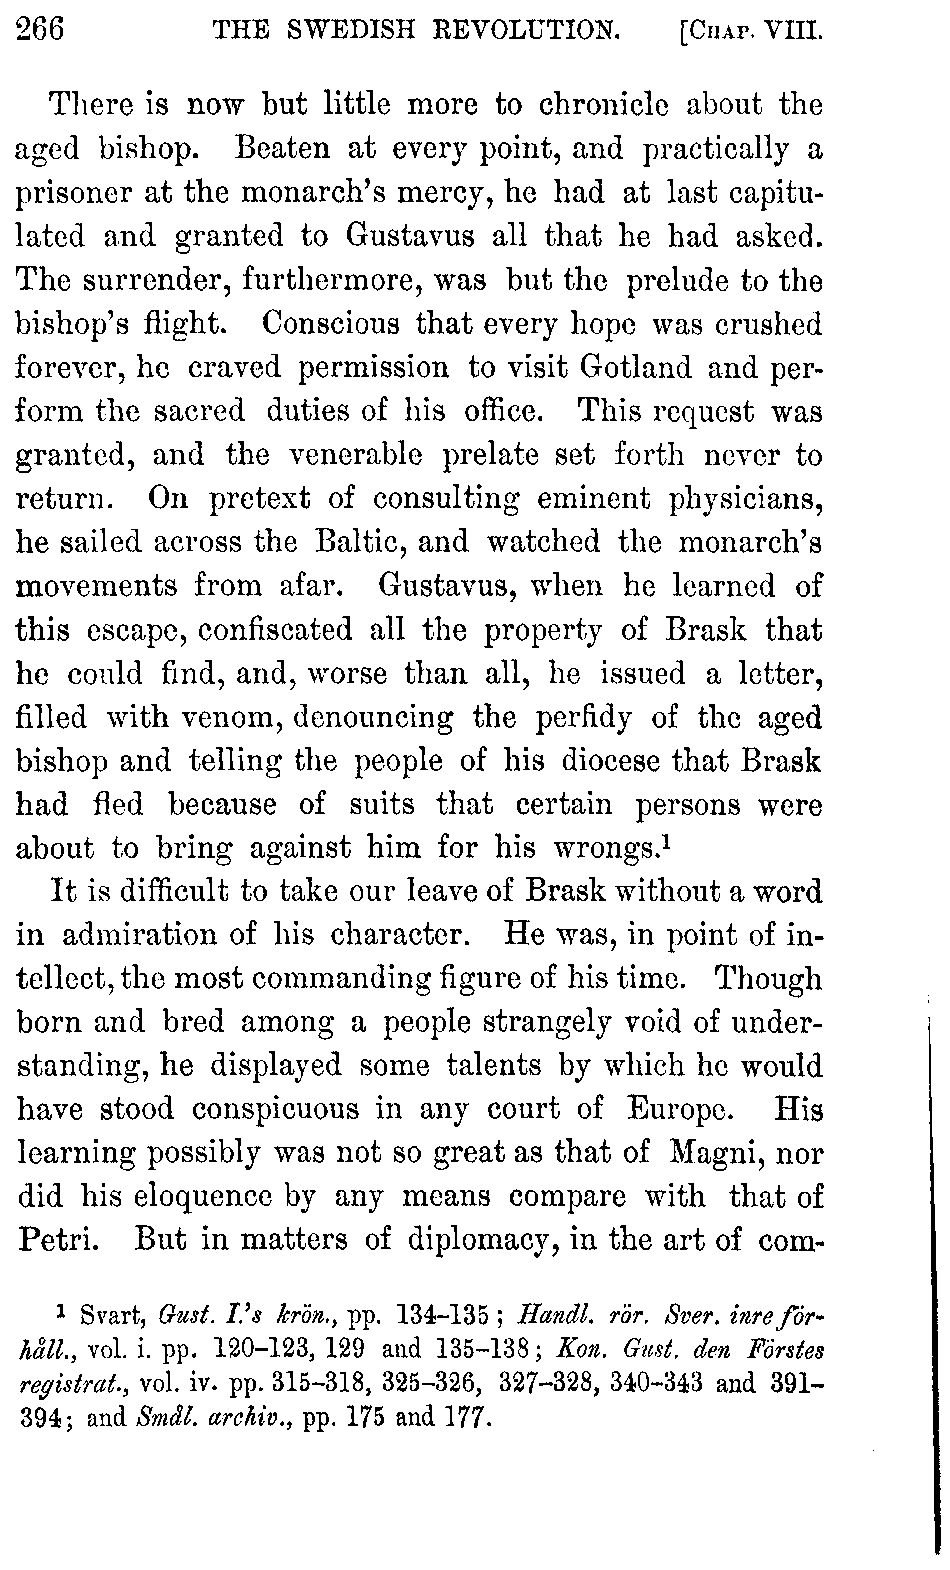 266 THE SWEDISH REVOLUTION. [CHAP. VIII.
There is now but little more to chronicle about the
aged bishop. Beaten at every point, and practically a
prisoner at the monarch's mercy, he had at last capitu-
lated and granted to Gustavus all that he had asked.
The surrender, furthermore, was but the prelude to the
bishop's flight. Conscious that every hope was crushed
forever, he craved permission to visit Gotland and per-
form the sacred duties of his office. This request was
granted, and the venerable prelate set forth never to
return. On pretext of consulting eminent physicians,
he sailed across the Baltic, and watched the monarch's
movements from afar. Gustavus, when he learned of
this escape, confiscated all the property of Brask that
he could find, and, worse than all, he issued a letter,
filled with venom, denouncing the perfidy of the aged
bishop and telling the people of his diocese that Brask
had fled because of suits that certain persons were
about to bring against him for his wrongs.¹
It is difficult to take our leave of Brask without a word
in admiration of his character. He was, in point of in-
tellect, the most commanding figure of his time. Though
born and bred among a people strangely void of under-
standing, he displayed some talents by which he would
have stood conspicuous in any court of Europe. His
learning possibly was not so great as that of Magni, nor
did his eloquence by any means compare with that of
Petri. But in matters of diplomacy, in the art of com-
¹ Svart, Gust. I.'s krön., pp. 134–135; Handl. rör. Sver. inre för-
håll., vol. i. pp. 120–123, 129 and 135–138; Kon. Gust. den Förstes
registrat., vol. iv. pp. 315–318, 325–326, 327–328, 340–343 and 391–
394; and Smål. archiv., pp. 175 and 177.